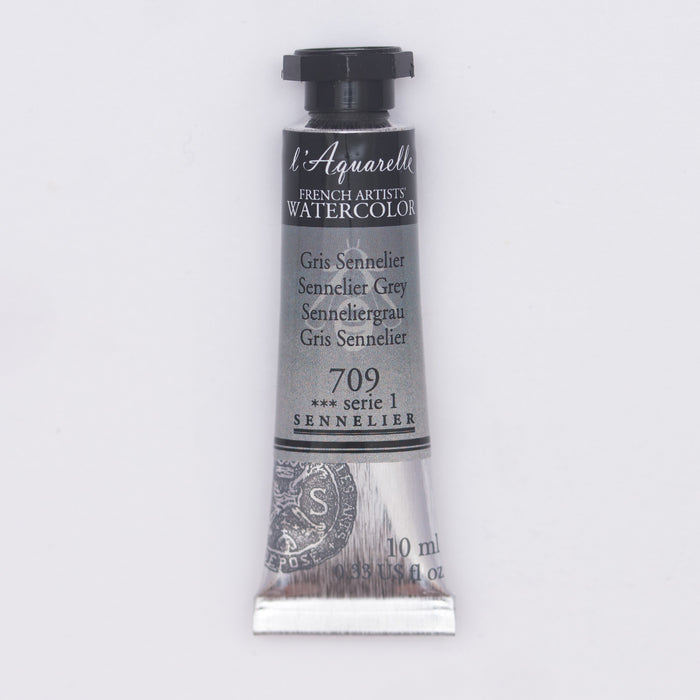 l'Aquarelle
FRENCH ARTISTS'
WATERCOLOR
Gris Sennelier
Sennelier Grey
Senneliergrau
Gris Sennelier
709
*** serie 1
SENNELIER
S
10 ml
0.33 US fl oz